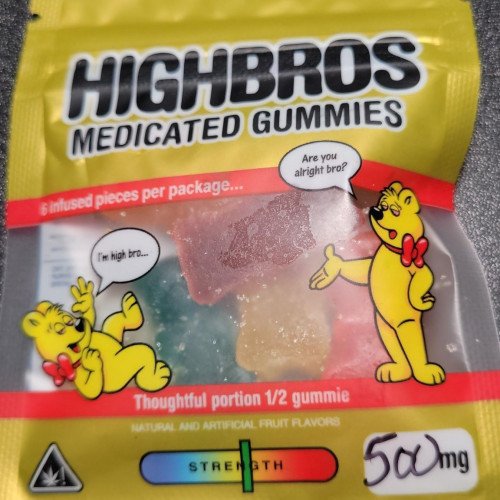 HIGHBROS
MEDICATED GUMMIES
6 infused pieces per package...
Are you
alright bro?
I'm high bro...
Thoughtful portion 1/2 gummie
NATURAL AND ARTIFICIAL FRUIT FLAVORS
STRENGTH
500mg